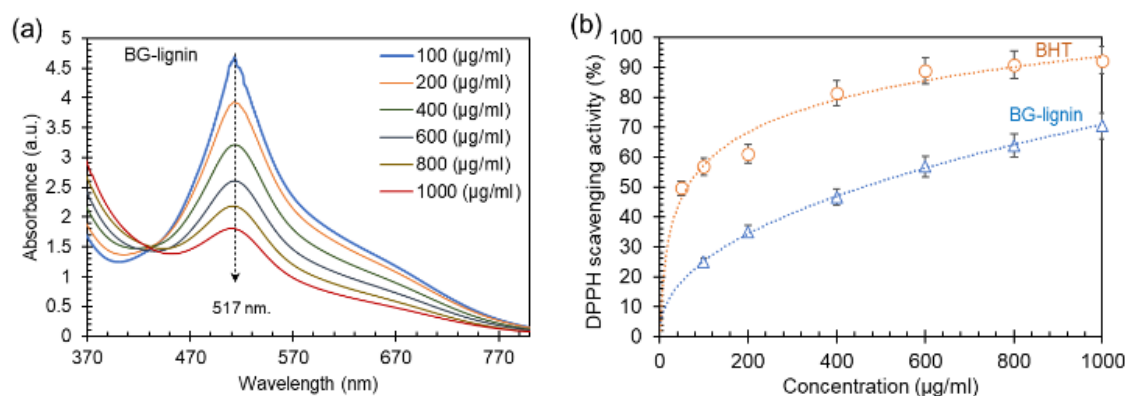 (a)
BG-lignin
100 (µg/ml)
200 (µg/ml)
400 (µg/ml)
600 (µg/ml)
800 (µg/ml)
1000 (µg/ml)
5
4.5
4
3.5
3
2.5
2
1.5
1
0.5
0
Absorbance (a.u.)
517 nm.
370
470
570
670
770
Wavelength (nm)
(b)
100
90
80
70
60
50
40
30
20
10
0
DPPH scavenging activity (%)
BHT
BG-lignin
0
200
400
600
800
1000
Concentration (µg/ml)